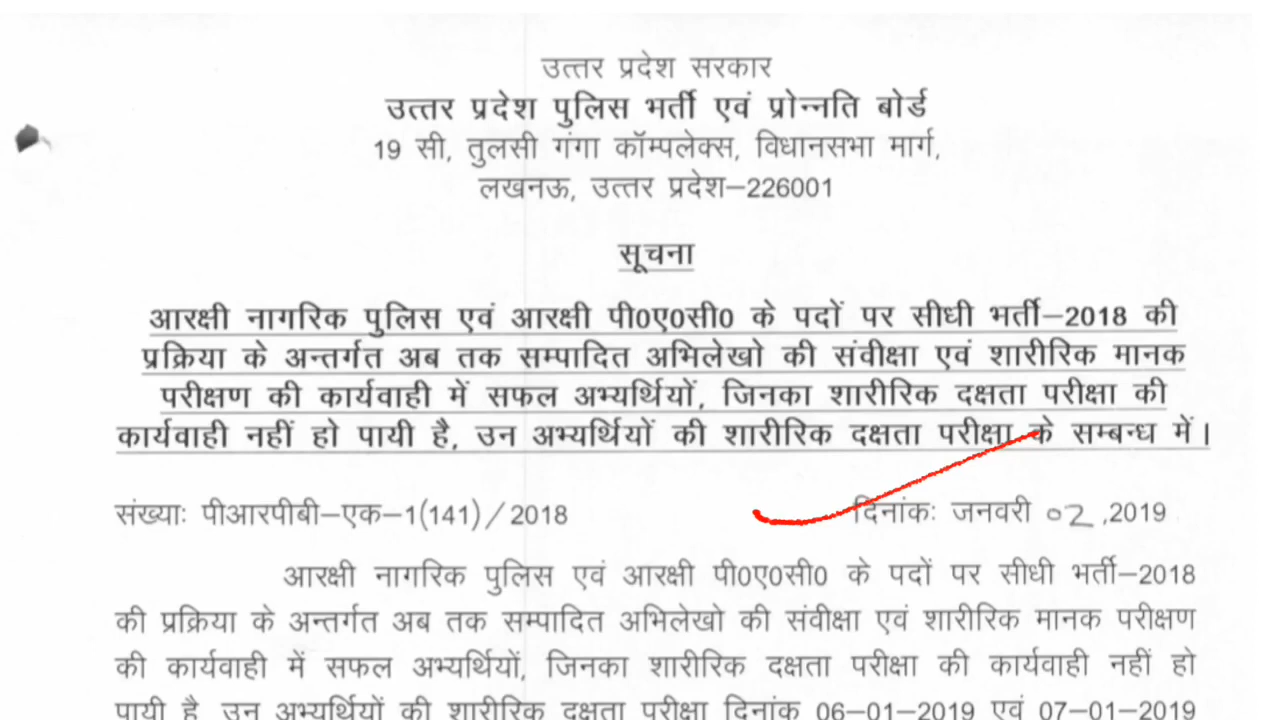 उत्तर प्रदेश सरकार
उत्तर प्रदेश पुलिस भर्ती एवं प्रोन्नति बोर्ड
19 सी, तुलसी गंगा कॉम्पलेक्स, विधानसभा मार्ग,
लखनऊ, उत्तर प्रदेश–226001
सूचना
आरक्षी नागरिक पुलिस एवं आरक्षी पी0ए0सी0 के पदों पर सीधी भर्ती–2018 की
प्रक्रिया के अन्तर्गत अब तक सम्पादित अभिलेखो की संवीक्षा एवं शारीरिक मानक
परीक्षण की कार्यवाही में सफल अभ्यर्थियों, जिनका शारीरिक दक्षता परीक्षा की
कार्यवाही नहीं हो पायी है, उन अभ्यर्थियों की शारीरिक दक्षता परीक्षा के सम्बन्ध में।
संख्याः पीआरपीबी–एक–1(141)/2018 दिनांकः जनवरी 02 ,2019
आरक्षी नागरिक पुलिस एवं आरक्षी पी0ए0सी0 के पदों पर सीधी भर्ती–2018
की प्रक्रिया के अन्तर्गत अब तक सम्पादित अभिलेखो की संवीक्षा एवं शारीरिक मानक परीक्षण
की कार्यवाही में सफल अभ्यर्थियों, जिनका शारीरिक दक्षता परीक्षा की कार्यवाही नहीं हो
पायी है, उन अभ्यर्थियों की शारीरिक दक्षता परीक्षा दिनांक 06–01–2019 एवं 07–01–2019